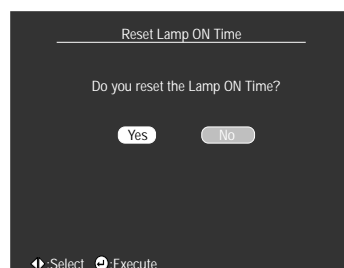 Reset Lamp ON Time
Do you reset the Lamp ON Time?
Yes No
:Select :Execute